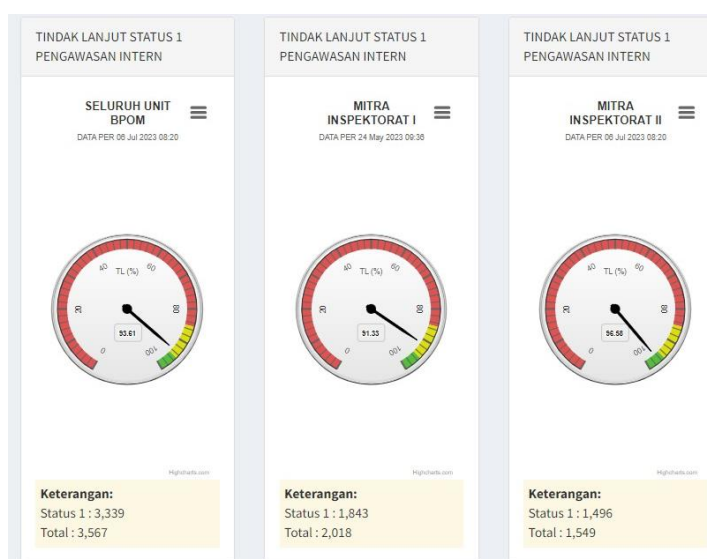 TINDAK LANJUT STATUS 1
PENGAWASAN INTERN
SELURUH UNIT
BPOM
DATA PER 06 Jul 2023 08:20
0
20
40
60
80
100
TL (%)
93.61
Highcharts.com
Keterangan:
Status 1 : 3,339
Total : 3,567
TINDAK LANJUT STATUS 1
PENGAWASAN INTERN
MITRA
INSPEKTORAT I
DATA PER 24 May 2023 09:36
0
20
40
60
80
100
TL (%)
91.33
Highcharts.com
Keterangan:
Status 1 : 1,843
Total : 2,018
TINDAK LANJUT STATUS 1
PENGAWASAN INTERN
MITRA
INSPEKTORAT II
DATA PER 06 Jul 2023 08:20
0
20
40
60
80
100
TL (%)
96.58
Highcharts.com
Keterangan:
Status 1 : 1,496
Total : 1,549